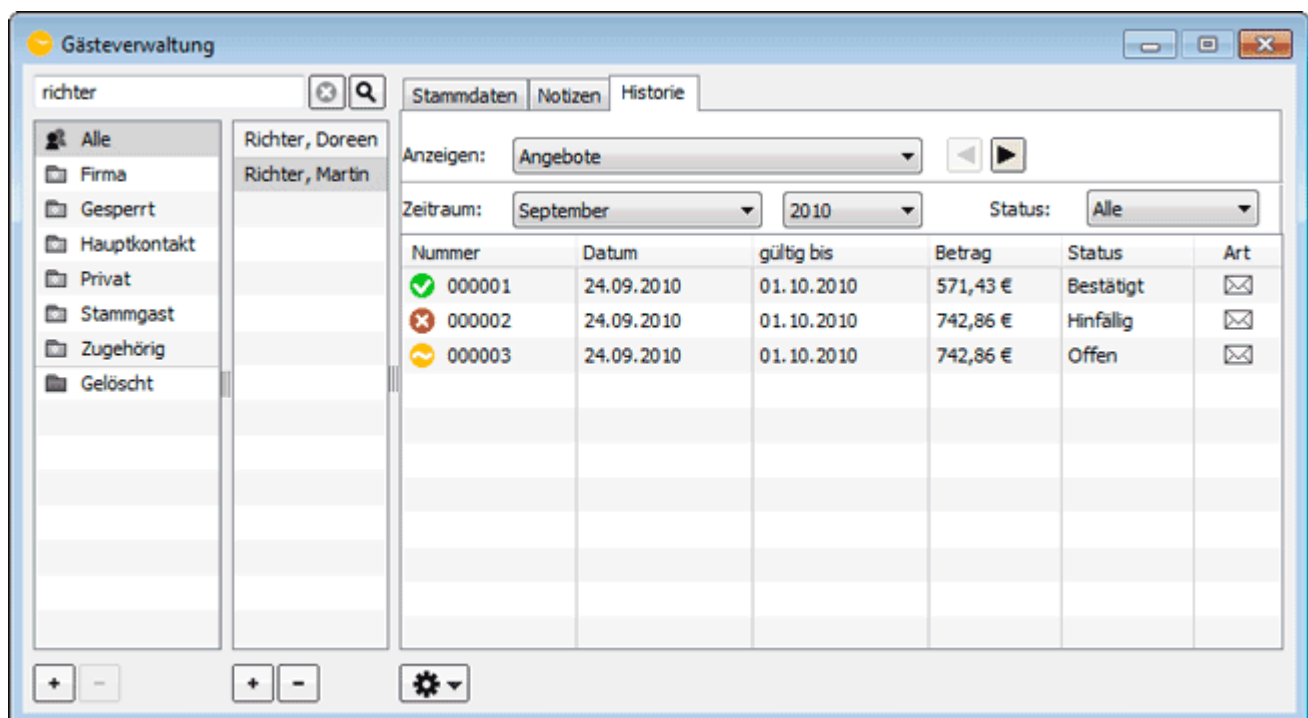 Gästeverwaltung
richter
Stammdaten Notizen Historie
Alle
Firma
Gesperrt
Hauptkontakt
Privat
Stammgast
Zugehörig
Gelöscht
Richter, Doreen
Richter, Martin
Anzeigen: Angebote
Zeitraum: September 2010 Status: Alle
Nummer Datum gültig bis Betrag Status Art
000001 24.09.2010 01.10.2010 571,43 € Bestätigt
000002 24.09.2010 01.10.2010 742,86 € Hinfällig
000003 24.09.2010 01.10.2010 742,86 € Offen